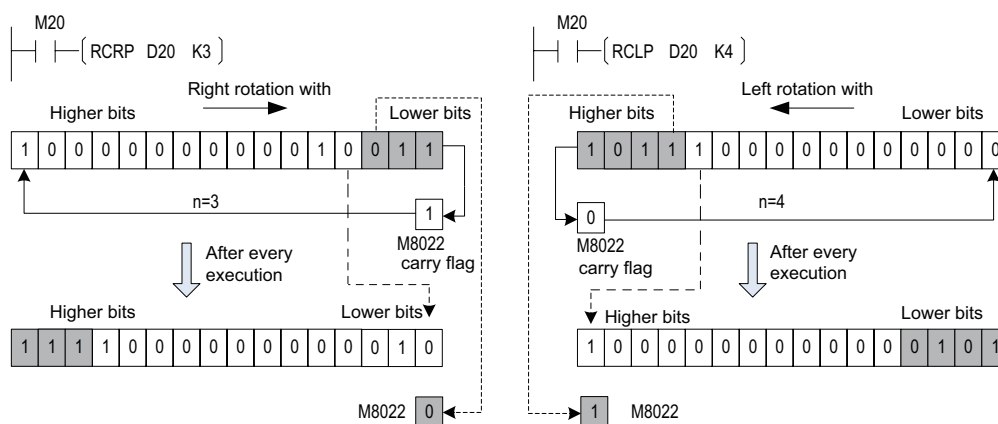 M20
RCRP D20 K3
Right rotation with
Higher bits Lower bits
1 0 0 0 0 0 0 0 0 0 0 1 0 0 1 1
n=3
1
M8022
carry flag
After every
execution
Higher bits Lower bits
1 1 1 1 0 0 0 0 0 0 0 0 0 0 1 0
M8022 0
M20
RCLP D20 K4
Left rotation with
Higher bits Lower bits
1 0 1 1 1 0 0 0 0 0 0 0 0 0 0 0
n=4
0
M8022
carry flag
After every
execution
Higher bits Lower bits
1 0 0 0 0 0 0 0 0 0 0 0 0 1 0 1
1 M8022